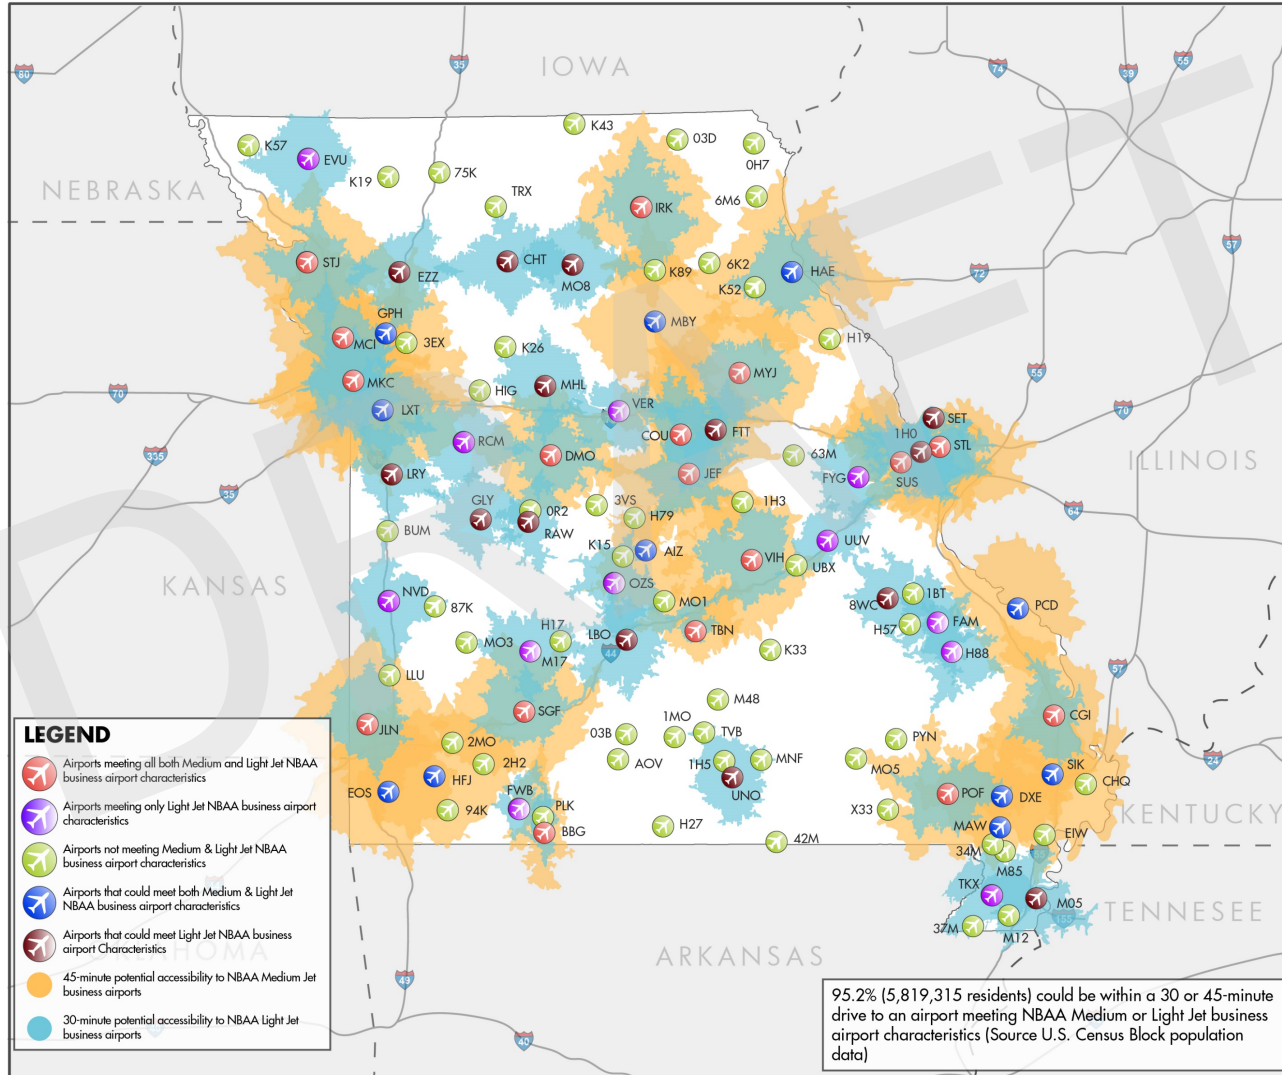 IOWA
NEBRASKA
KANSAS
ILLINOIS
KENTUCKY
TENNESSEE
ARKANSAS
OKLAHOMA
DRAFT
80
35
74
39
55
57
72
55
70
70
335
35
64
44
57
24
49
40
K43
K57
EVU
03D
0H7
K19
75K
TRX
6M6
IRK
STJ
EZZ
CHT
MO8
K89
6K2
K52
HAE
GPH
MCI
3EX
K26
MBY
H19
MKC
HIG
MHL
MYJ
LXT
VER
RCM
COU
FTT
SET
1H0
STL
DMO
63M
SUS
LRY
JEF
FYG
GLY
0R2
3VS
1H3
RAW
H79
BUM
K15
AIZ
UUV
VIH
UBX
OZS
NVD
87K
MO1
8WC
1BT
PCD
H57
FAM
MO3
H17
M17
LBO
TBN
K33
H88
LLU
M48
JLN
SGF
CGI
03B
1MO
TVB
PYN
2MO
2H2
AOV
1H5
MNF
MO5
UNO
SIK
CHQ
EOS
HFJ
FWB
PLK
94K
BBG
H27
X33
POF
DXE
42M
MAW
EIW
34M
M85
TKX
M05
37M
M12
LEGEND
Airports meeting all both Medium and Light Jet NBAA
business airport characteristics
Airports meeting only Light Jet NBAA business airport
characteristics
Airports not meeting Medium & Light Jet NBAA
business airport characteristics
Airports that could meet both Medium & Light Jet
NBAA business airport characteristics
Airports that could meet Light Jet NBAA business
airport Characteristics
45-minute potential accessibility to NBAA Medium Jet
business airports
30-minute potential accessibility to NBAA Light Jet
business airports
95.2% (5,819,315 residents) could be within a 30 or 45-minute
drive to an airport meeting NBAA Medium or Light Jet business
airport characteristics (Source U.S. Census Block population
data)